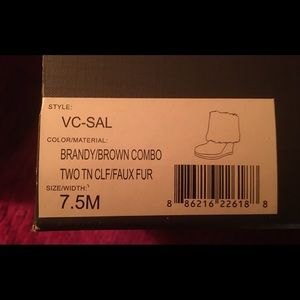 STYLE:
VC-SAL
COLOR/MATERIAL:
BRANDY/BROWN COMBO
TWO TN CLF/FAUX FUR
SIZE/WIDTH:
7.5M
8 86216 22618 8